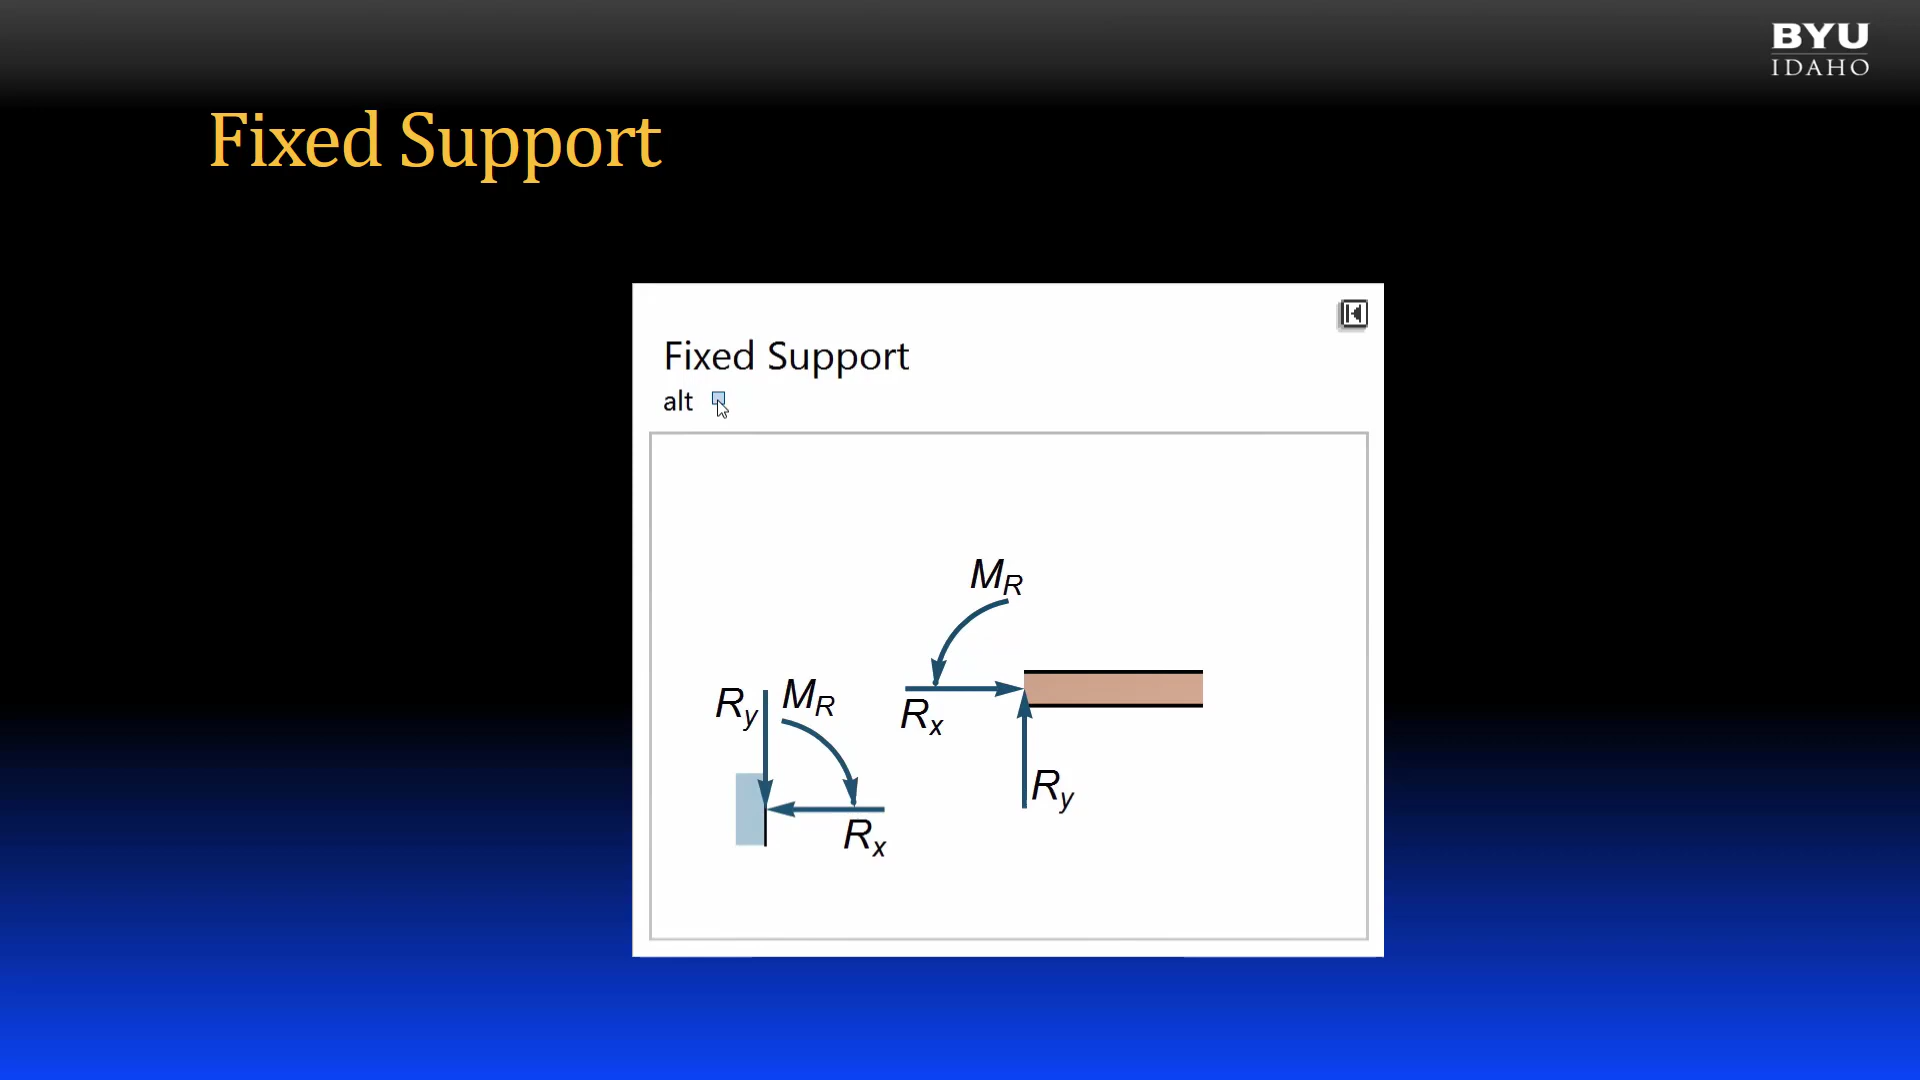 BYU
IDAHO
Fixed Support
Fixed Support
alt
M_R
R_y M_R
R_x
R_y
R_x